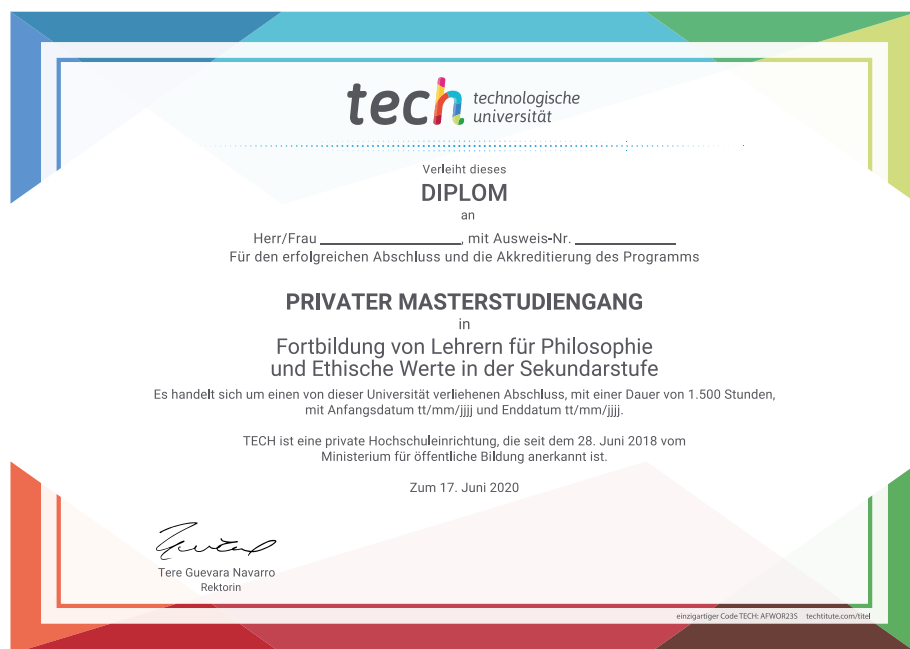 tech technologische
universität
Verleiht dieses
DIPLOM
an
Herr/Frau ____________________, mit Ausweis-Nr. ______________
Für den erfolgreichen Abschluss und die Akkreditierung des Programms
PRIVATER MASTERSTUDIENGANG
in
Fortbildung von Lehrern für Philosophie
und Ethische Werte in der Sekundarstufe
Es handelt sich um einen von dieser Universität verliehenen Abschluss, mit einer Dauer von 1.500 Stunden,
mit Anfangsdatum tt/mm/jjjj und Enddatum tt/mm/jjjj.
TECH ist eine private Hochschuleinrichtung, die seit dem 28. Juni 2018 vom
Ministerium für öffentliche Bildung anerkannt ist.
Zum 17. Juni 2020
Tere Guevara Navarro
Rektorin
einzigartiger Code TECH: AFWOR23S techtitute.com/titel